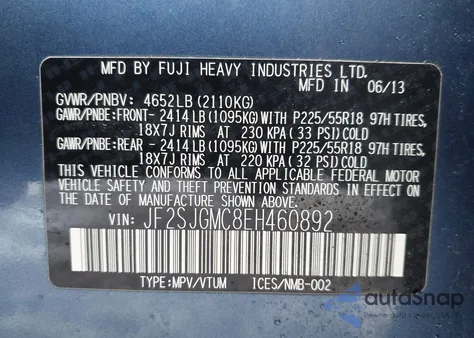 MFD BY FUJI HEAVY INDUSTRIES LTD.
MFD IN 06/13
GVWR/PNBV: 4652LB (2110KG)
GAWR/PNBE:FRONT- 2414LB(1095KG)WITH P225/55R18 97H TIRES,
18X7J RIMS AT 230 KPA( 33 PSI)COLD
GAWR/PNBE:REAR - 2414LB(1095KG)WITH P225/55R18 97H TIRES,
18X7J RIMS AT 220 KPA( 32 PSI)COLD
THIS VEHICLE CONFORMS TO ALL APPLICABLE FEDERAL MOTOR
VEHICLE SAFETY AND THEFT PREVENTION STANDARDS IN EFFECT ON THE
DATE OF MANUFACTURE SHOWN ABOVE.
VIN: JF2SJGMC8EH460892
TYPE:MPV/VTUM ICES/NMB-002
autoSnap
www.autosnap